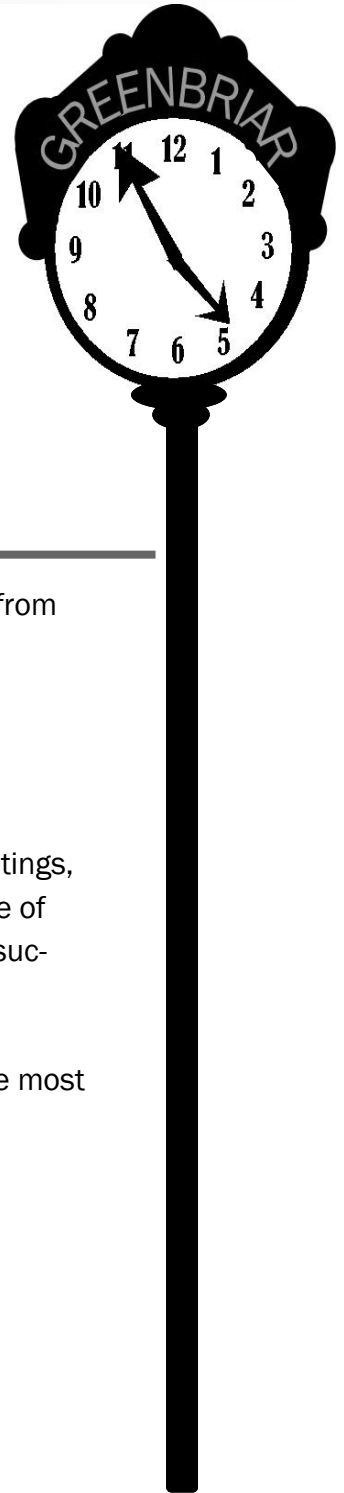 GREENBRIAR
11 12 1
10 2
9 3
8 4
7 6 5
from
tings,
e of
suc-
e most